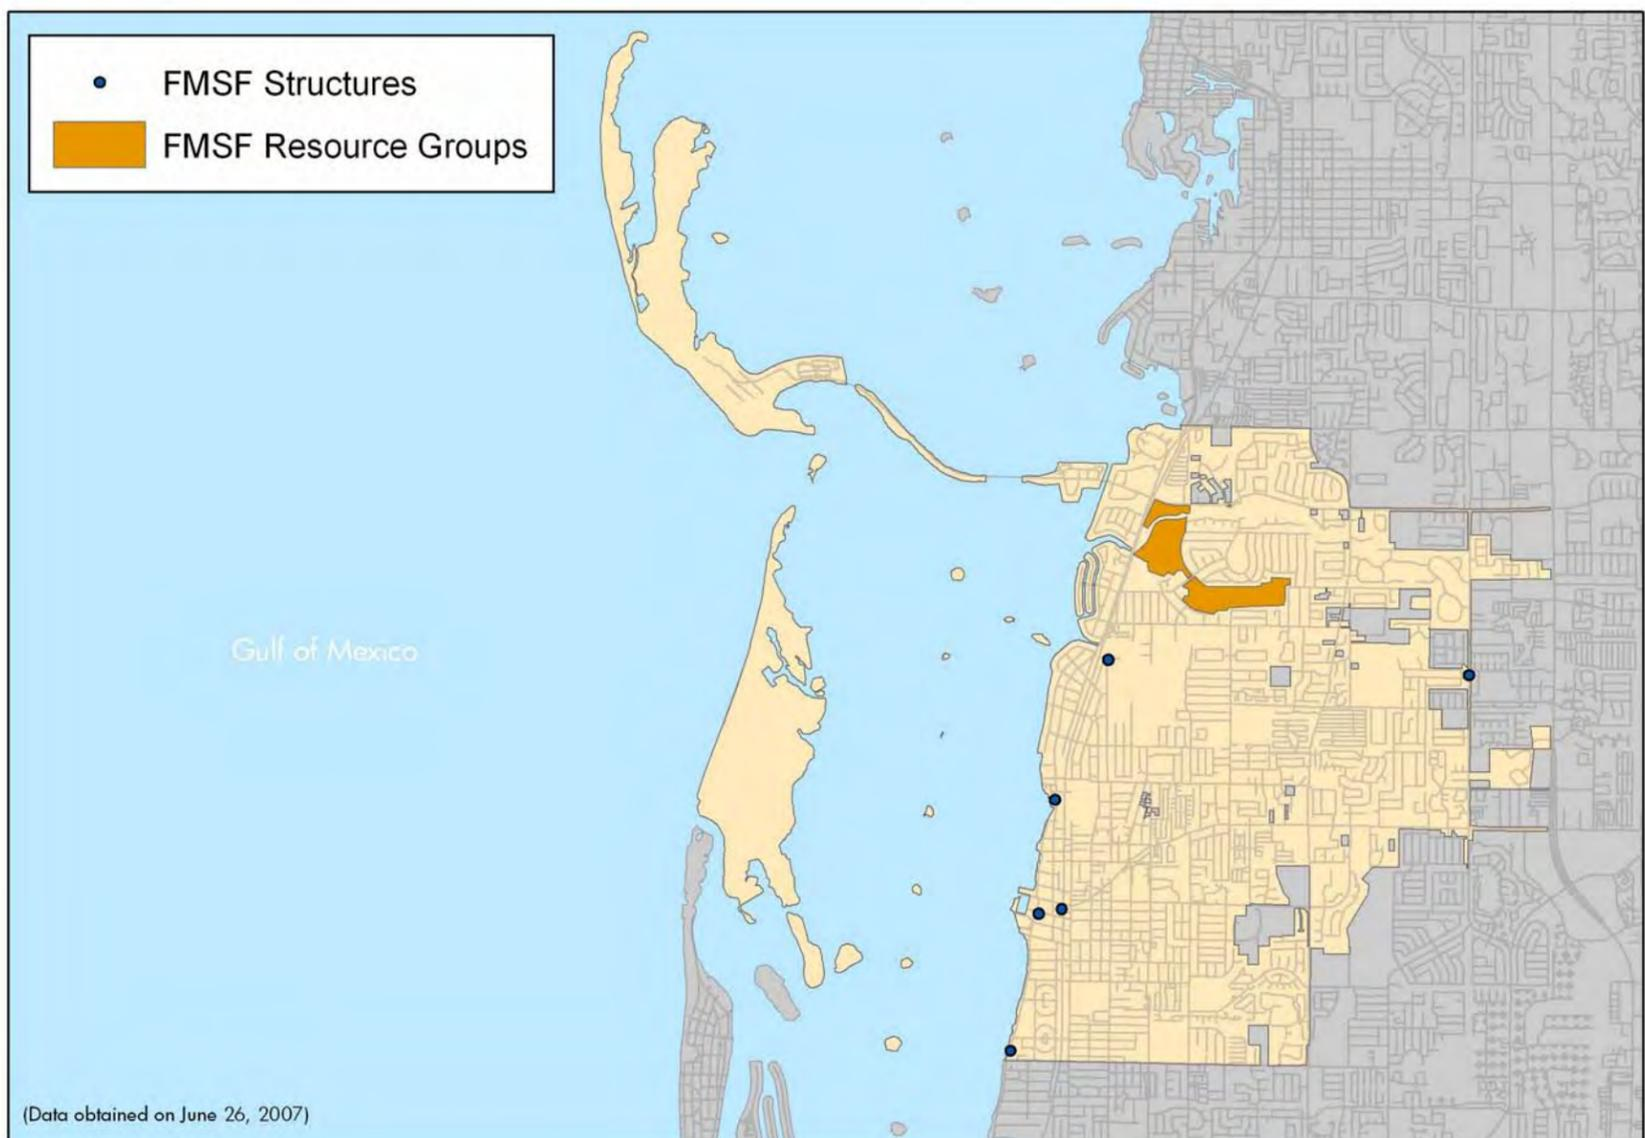 FMSF Structures
FMSF Resource Groups
Gulf of Mexico
(Data obtained on June 26, 2007)